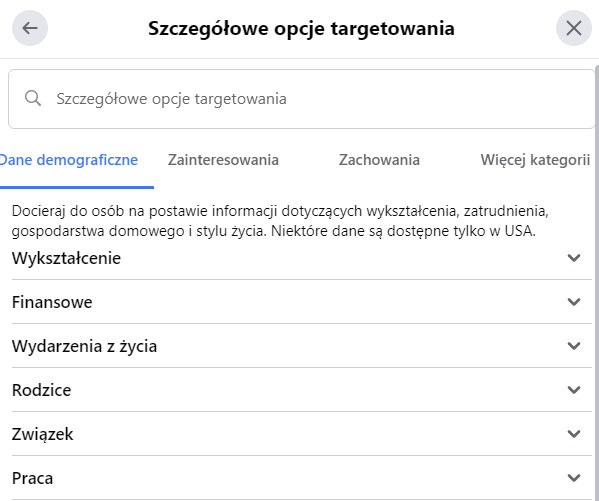 Szczegółowe opcje targetowania
Szczegółowe opcje targetowania
Dane demograficzne
Zainteresowania
Zachowania
Więcej kategorii
Docieraj do osób na postawie informacji dotyczących wykształcenia, zatrudnienia,
gospodarstwa domowego i stylu życia. Niektóre dane są dostępne tylko w USA.
Wykształcenie
Finansowe
Wydarzenia z życia
Rodzice
Związek
Praca